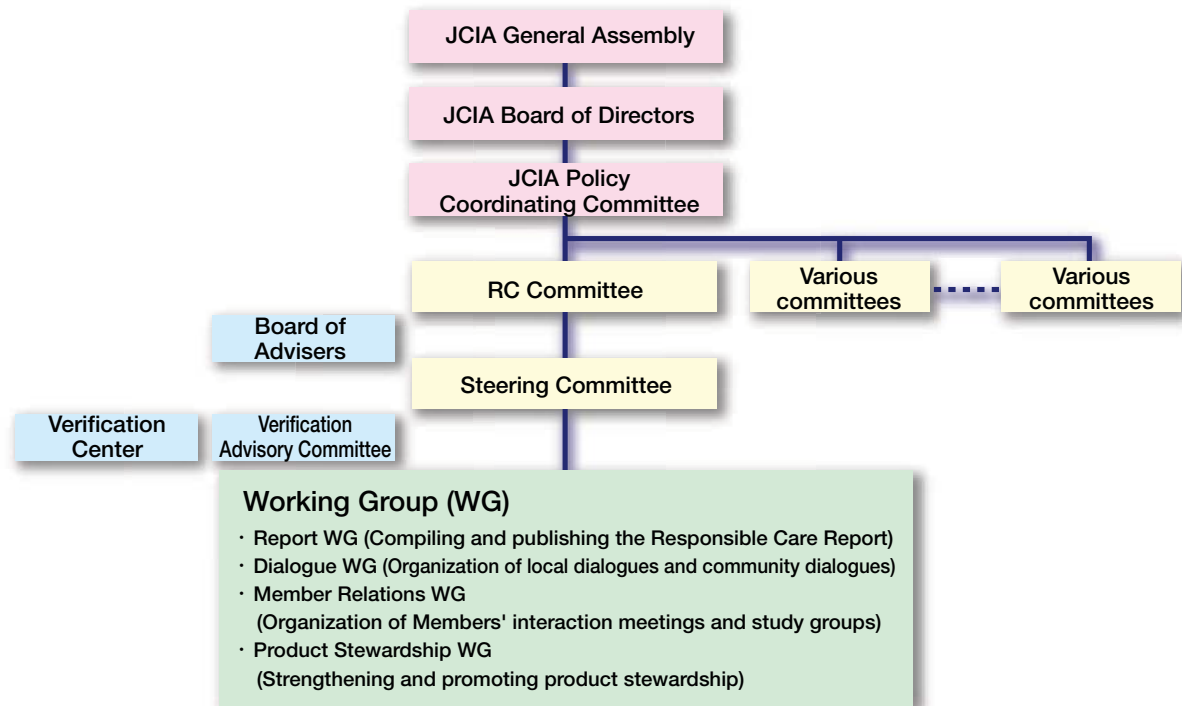 JCIA General Assembly
JCIA Board of Directors
JCIA Policy
Coordinating Committee
RC Committee
Various
committees
Various
committees
Board of
Advisers
Steering Committee
Verification
Center
Verification
Advisory Committee
Working Group (WG)
· Report WG (Compiling and publishing the Responsible Care Report)
· Dialogue WG (Organization of local dialogues and community dialogues)
· Member Relations WG
(Organization of Members' interaction meetings and study groups)
· Product Stewardship WG
(Strengthening and promoting product stewardship)